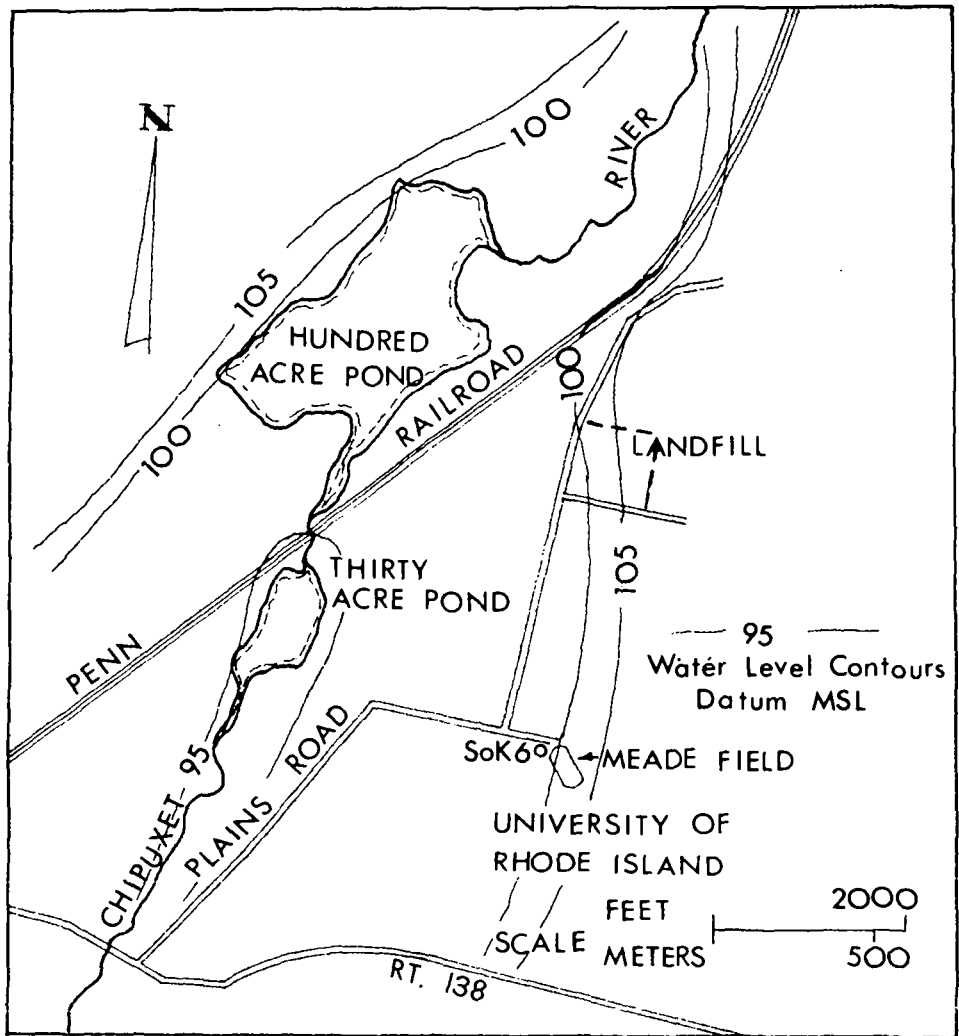 N
100
RIVER
105
HUNDRED
ACRE POND
RAILROAD
100
100
LANDFILL
THIRTY
ACRE POND
105
PENN
95
Water Level Contours
Datum MSL
CHIPUXET
95
PLAINS
ROAD
SoK6
MEADE FIELD
UNIVERSITY OF
RHODE ISLAND
FEET
2000
SCALE
METERS
500
RT. 138